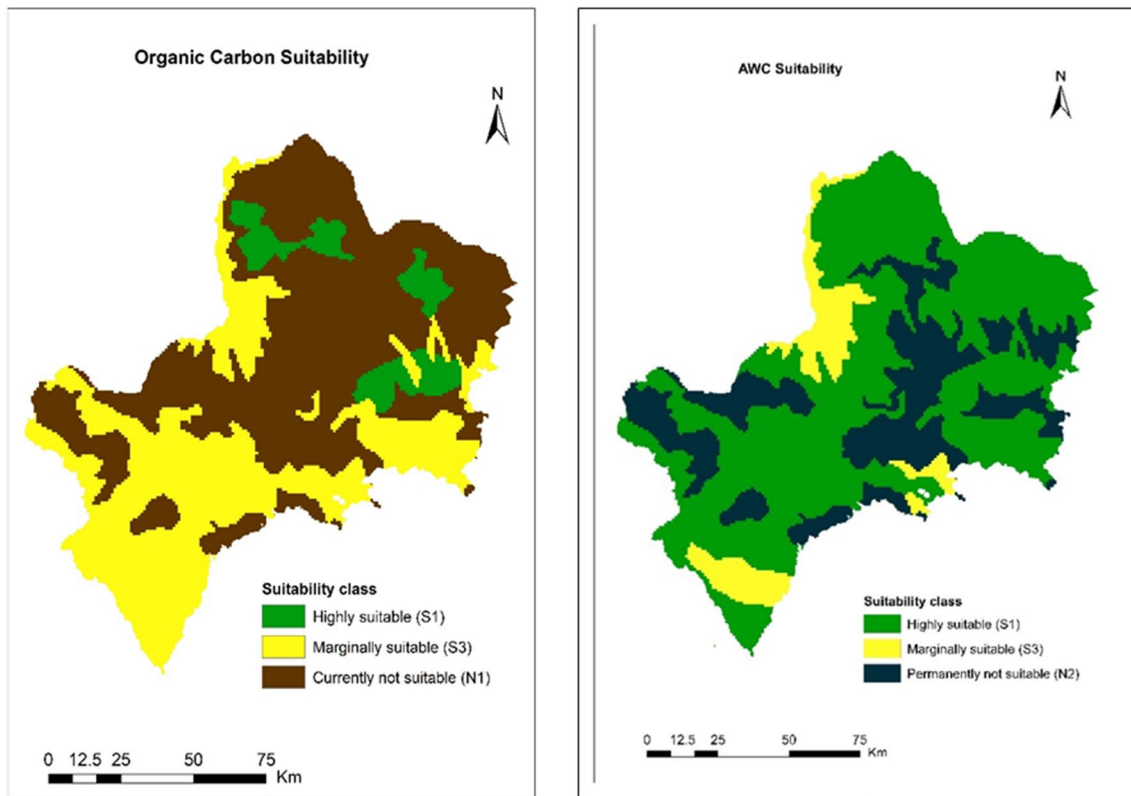 Organic Carbon Suitability
N
Suitability class
Highly suitable (S1)
Marginally suitable (S3)
Currently not suitable (N1)
0 12.5 25 50 75
Km
AWC Suitability
N
Suitability class
Highly suitable (S1)
Marginally suitable (S3)
Permanently not suitable (N2)
0 12.5 25 50 75
Km